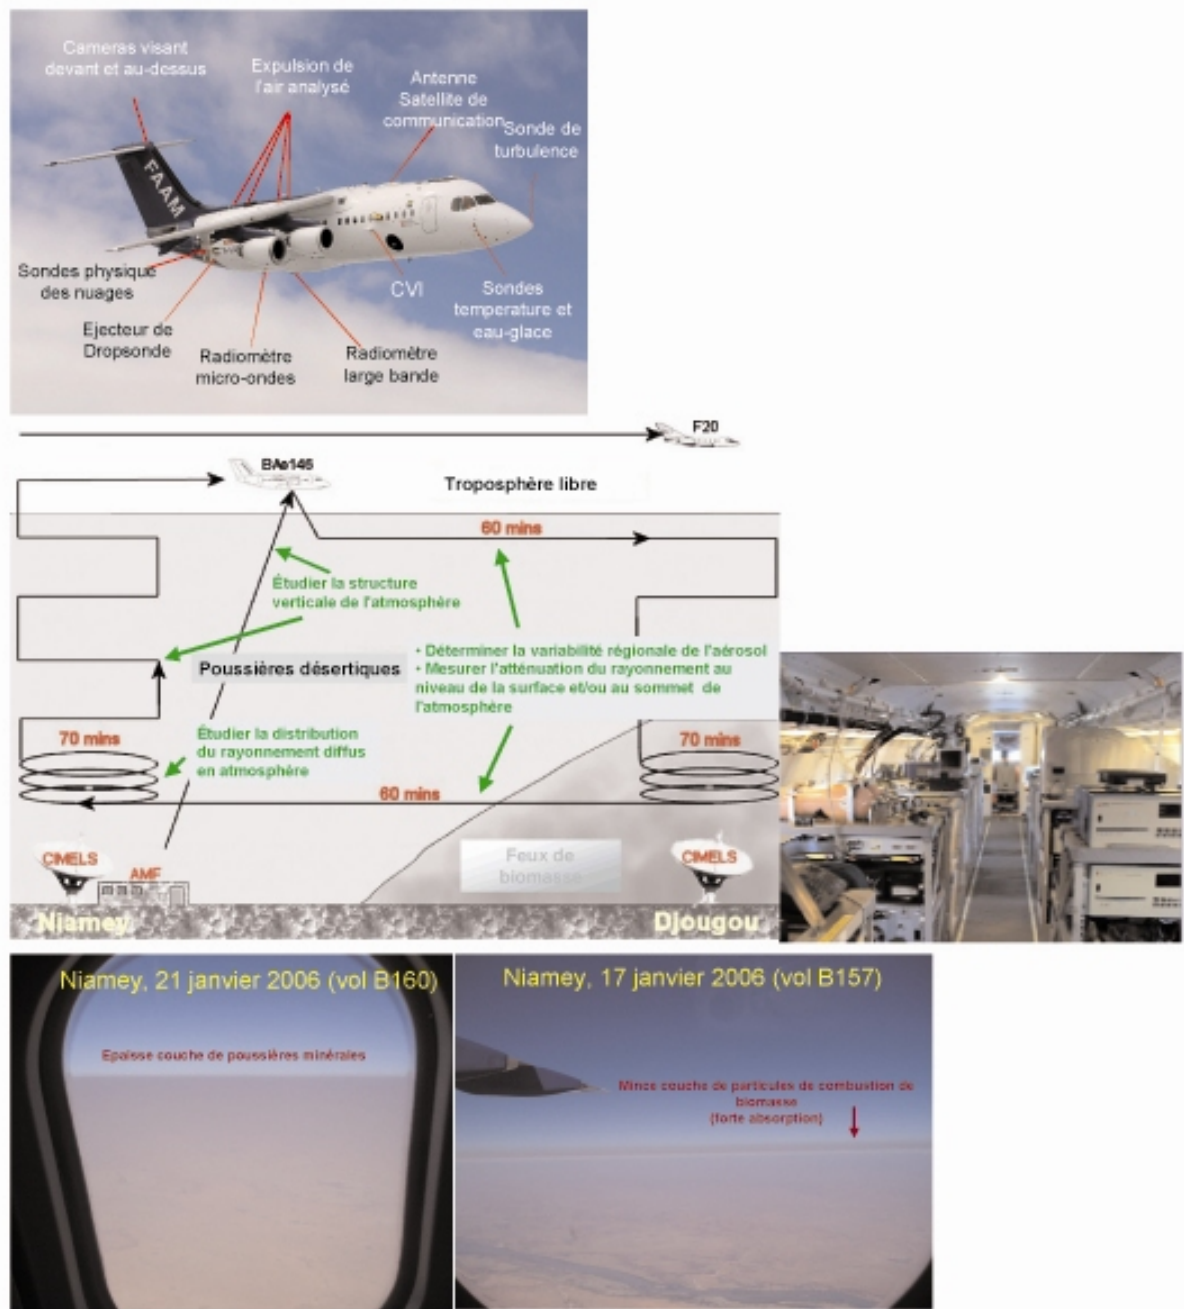 Cameras visant
devant et au-dessus
Expulsion de
l'air analysé
Antenne
Satellite de
communication
Sonde de
turbulence
FAAM
Sondes physique
des nuages
Ejecteur de
Dropsonde
Radiomètre
micro-ondes
Radiomètre
large bande
CVI
Sondes
temperature et
eau-glace
F20
BAe146
Troposphère libre
60 mins
Étudier la structure
verticale de l'atmosphère
Poussières désertiques
• Déterminer la variabilité régionale de l'aérosol
• Mesurer l'atténuation du rayonnement au
niveau de la surface et/ou au sommet de
l'atmosphère
70 mins
Étudier la distribution
du rayonnement diffus
en atmosphère
70 mins
60 mins
CIMELS
AMF
Feux de
biomasse
CIMELS
Niamey
Djougou
Niamey, 21 janvier 2006 (vol B160)
Epaisse couche de poussières minérales
Niamey, 17 janvier 2006 (vol B157)
Mince couche de particules de combustion de
biomasse
(forte absorption)